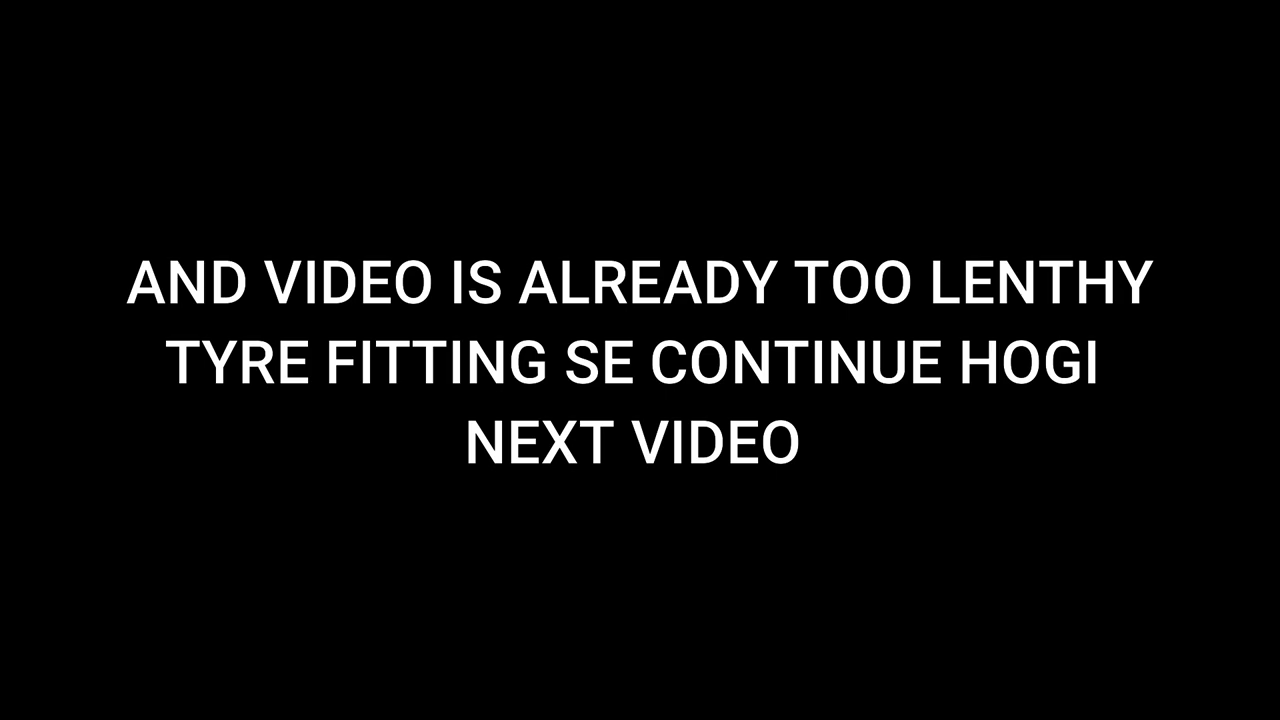 AND VIDEO IS ALREADY TOO LENTHY
TYRE FITTING SE CONTINUE HOGI
NEXT VIDEO